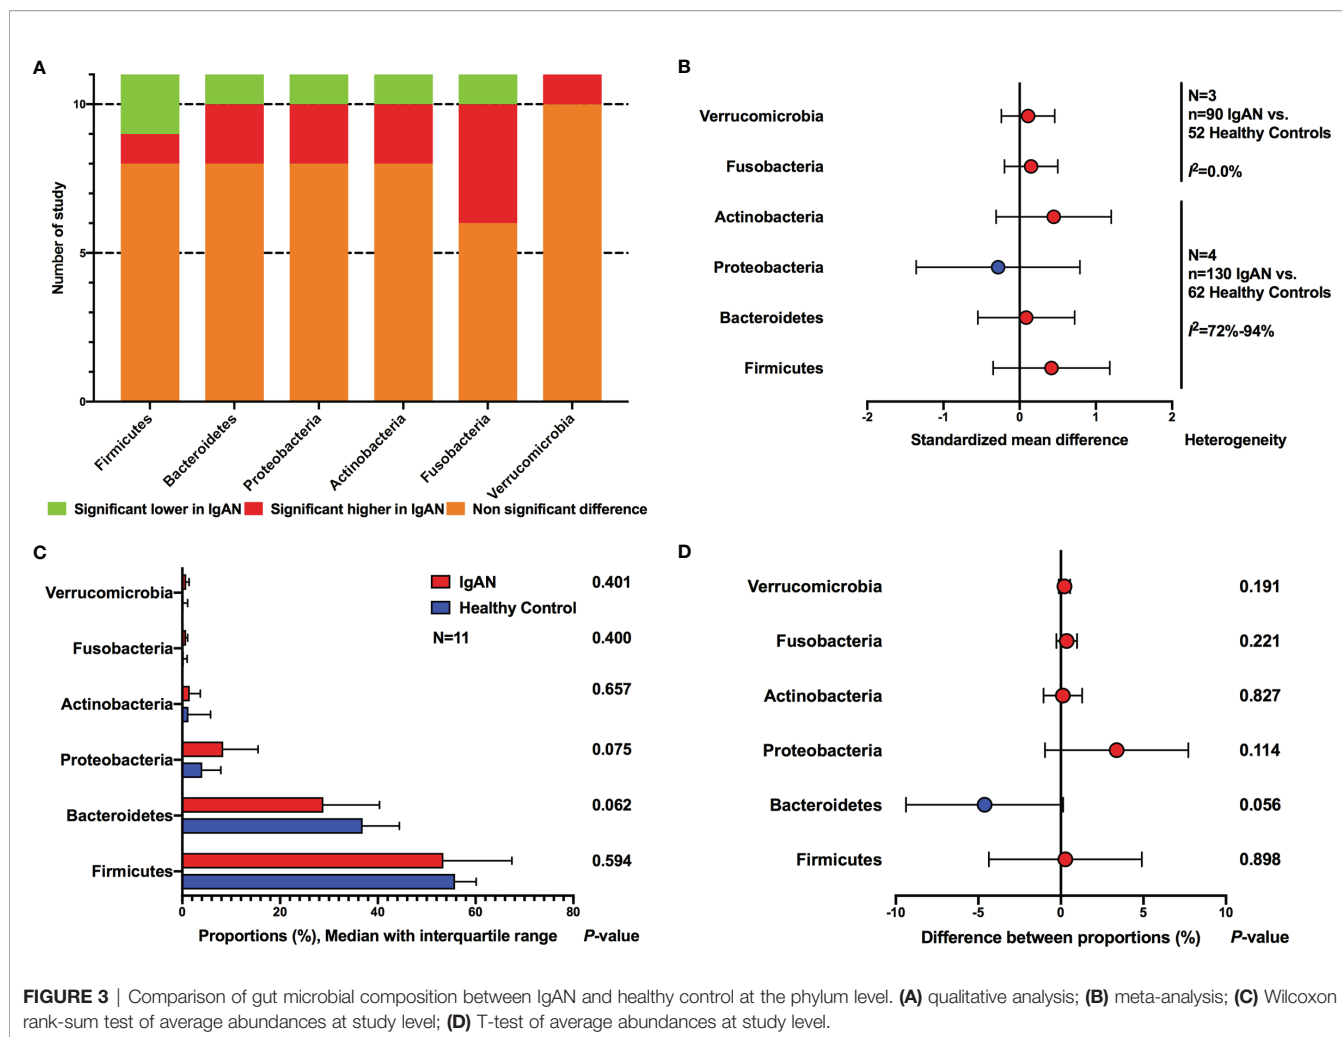 A
Number of study
10
5
0
Firmicutes
Bacteroidetes
Proteobacteria
Actinobacteria
Fusobacteria
Verrucomicrobia
Significant lower in IgAN
Significant higher in IgAN
Non significant difference
B
Verrucomicrobia
Fusobacteria
Actinobacteria
Proteobacteria
Bacteroidetes
Firmicutes
N=3
n=90 IgAN vs.
52 Healthy Controls
I²=0.0%
N=4
n=130 IgAN vs.
62 Healthy Controls
I²=72%-94%
-2 -1 0 1 2
Standardized mean difference
Heterogeneity
C
IgAN
Healthy Control
N=11
Verrucomicrobia 0.401
Fusobacteria 0.400
Actinobacteria 0.657
Proteobacteria 0.075
Bacteroidetes 0.062
Firmicutes 0.594
0 20 40 60 80
Proportions (%), Median with interquartile range P-value
D
Verrucomicrobia 0.191
Fusobacteria 0.221
Actinobacteria 0.827
Proteobacteria 0.114
Bacteroidetes 0.056
Firmicutes 0.898
-10 -5 0 5 10
Difference between proportions (%) P-value
FIGURE 3 | Comparison of gut microbial composition between IgAN and healthy control at the phylum level. (A) qualitative analysis; (B) meta-analysis; (C) Wilcoxon
rank-sum test of average abundances at study level; (D) T-test of average abundances at study level.